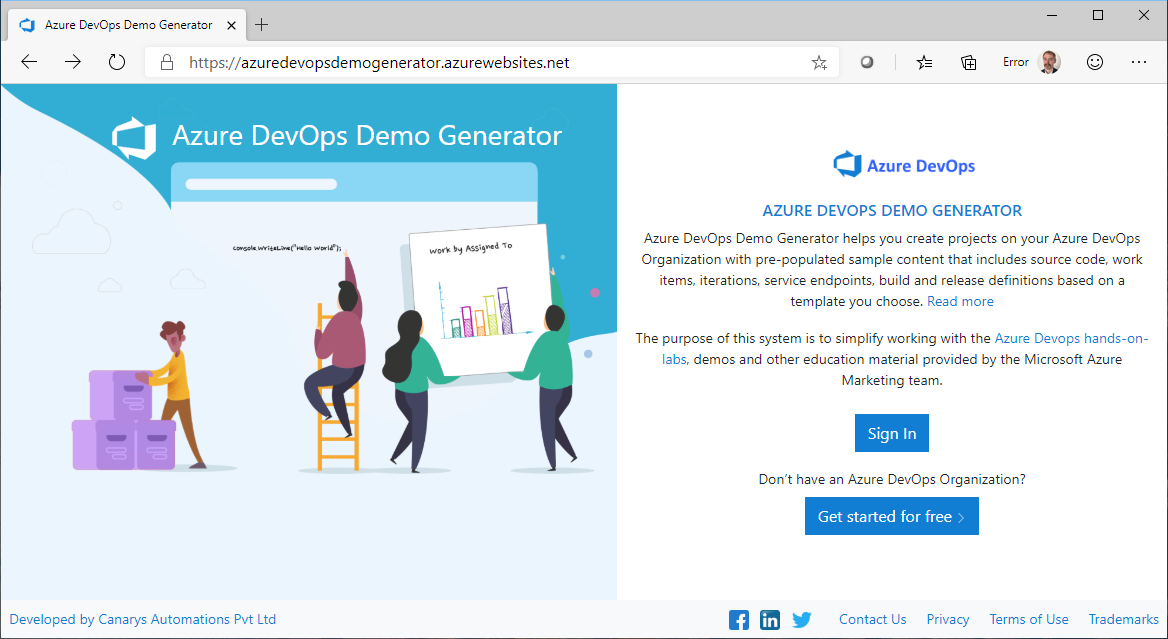 Azure DevOps Demo Generator
https://azuredevopsdemogenerator.azurewebsites.net
Error
Azure DevOps Demo Generator
Console.WriteLine("Hello World");
Work by Assigned To
Azure DevOps
AZURE DEVOPS DEMO GENERATOR
Azure DevOps Demo Generator helps you create projects on your Azure DevOps
Organization with pre-populated sample content that includes source code, work
items, iterations, service endpoints, build and release definitions based on a
template you choose. Read more
The purpose of this system is to simplify working with the Azure Devops hands-on-
labs, demos and other education material provided by the Microsoft Azure
Marketing team.
Sign In
Don't have an Azure DevOps Organization?
Get started for free
Developed by Canarys Automations Pvt Ltd
Contact Us
Privacy
Terms of Use
Trademarks